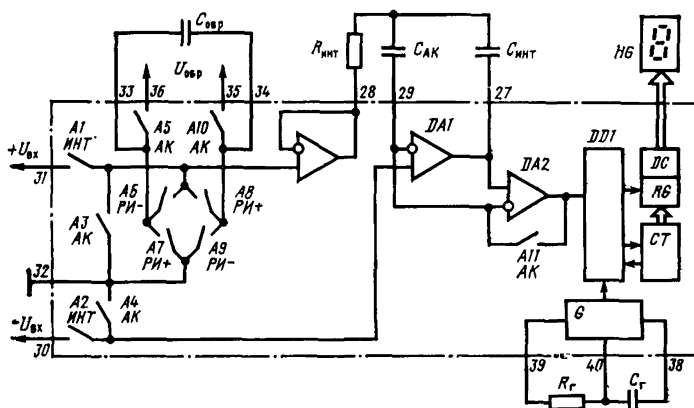 Cобр
Uобр
33 36 35 34
A5
АК
A10
АК
Rинт
28
CАК
29
Cинт
27
HG
8
A1
ИНТ
+Uвх
31
A6
РИ-
A8
РИ+
A3
АК
A7
РИ+
A9
РИ-
32
A4
АК
A2
ИНТ
-Uвх
30
DA1
DA2
A11
АК
DD1
DC
RG
CT
G
39 40 38
Rг
Cг